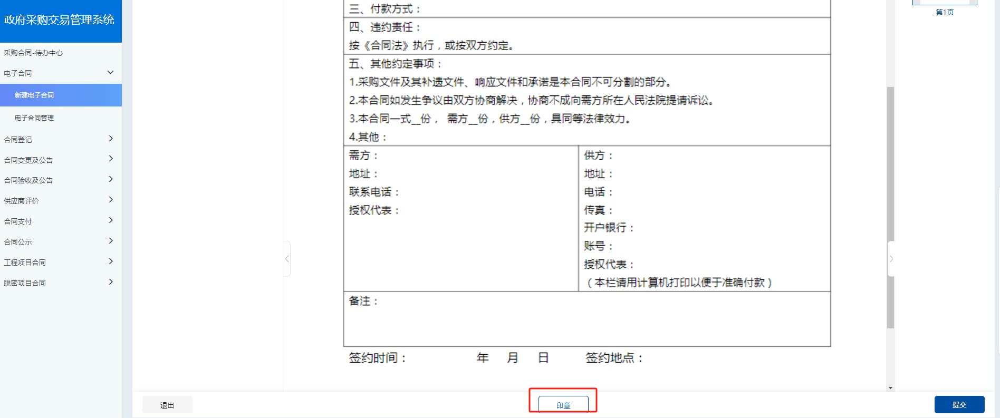 政府采购交易管理系统
采购合同-待办中心
电子合同
新建电子合同
电子合同管理
合同登记
合同变更及公告
合同验收及公告
供应商评价
合同支付
合同公示
工程项目合同
脱密项目合同
三、付款方式：
四、违约责任：
按《合同法》执行，或按双方约定。
五、其他约定事项：
1.采购文件及其补遗文件、响应文件和承诺是本合同不可分割的部分。
2.本合同如发生争议由双方协商解决，协商不成向需方所在人民法院提请诉讼。
3.本合同一式__份， 需方__份，供方__份，具同等法律效力。
4.其他：
需方：
地址：
联系电话：
授权代表：
供方：
地址：
电话：
传真：
开户银行：
账号：
授权代表：
（本栏请用计算机打印以便于准确付款）
备注：
签约时间： 年 月 日 签约地点：
第1页
退出
印章
提交